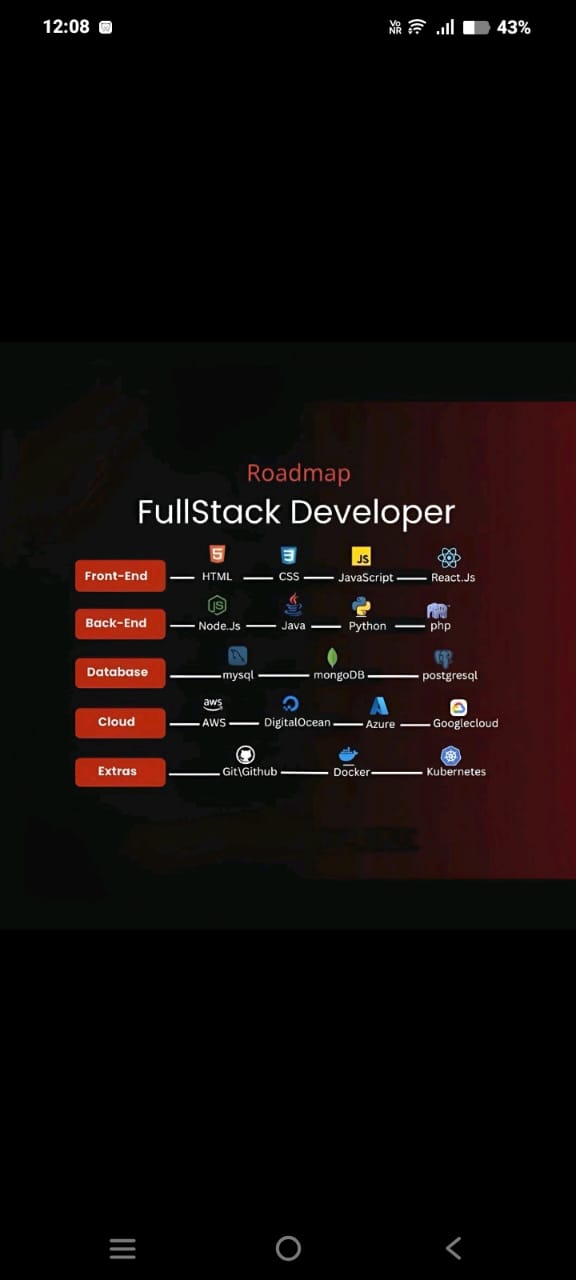 12:08 Vo NR 43%
Roadmap
FullStack Developer
Front-End HTML CSS JavaScript React.Js
Back-End Node.Js Java Python php
Database mysql mongoDB postgresql
Cloud AWS DigitalOcean Azure Googlecloud
Extras Git\Github Docker Kubernetes